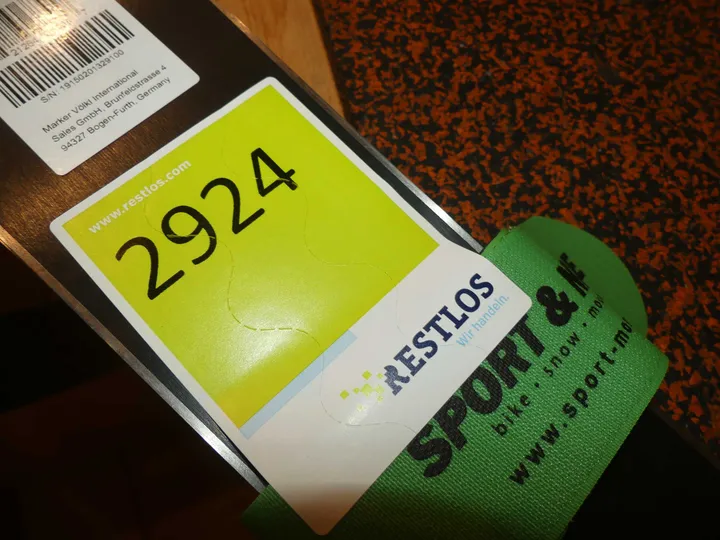 S/N: 19150201329100
Marker Völkl International
Sales GmbH, Brunfeldstrasse 4
94327 Bogen-Furth, Germany
www.restlos.com
2924
RESTLOS
Wir handeln.
SPORT &
bike · snow ·
www.sport-